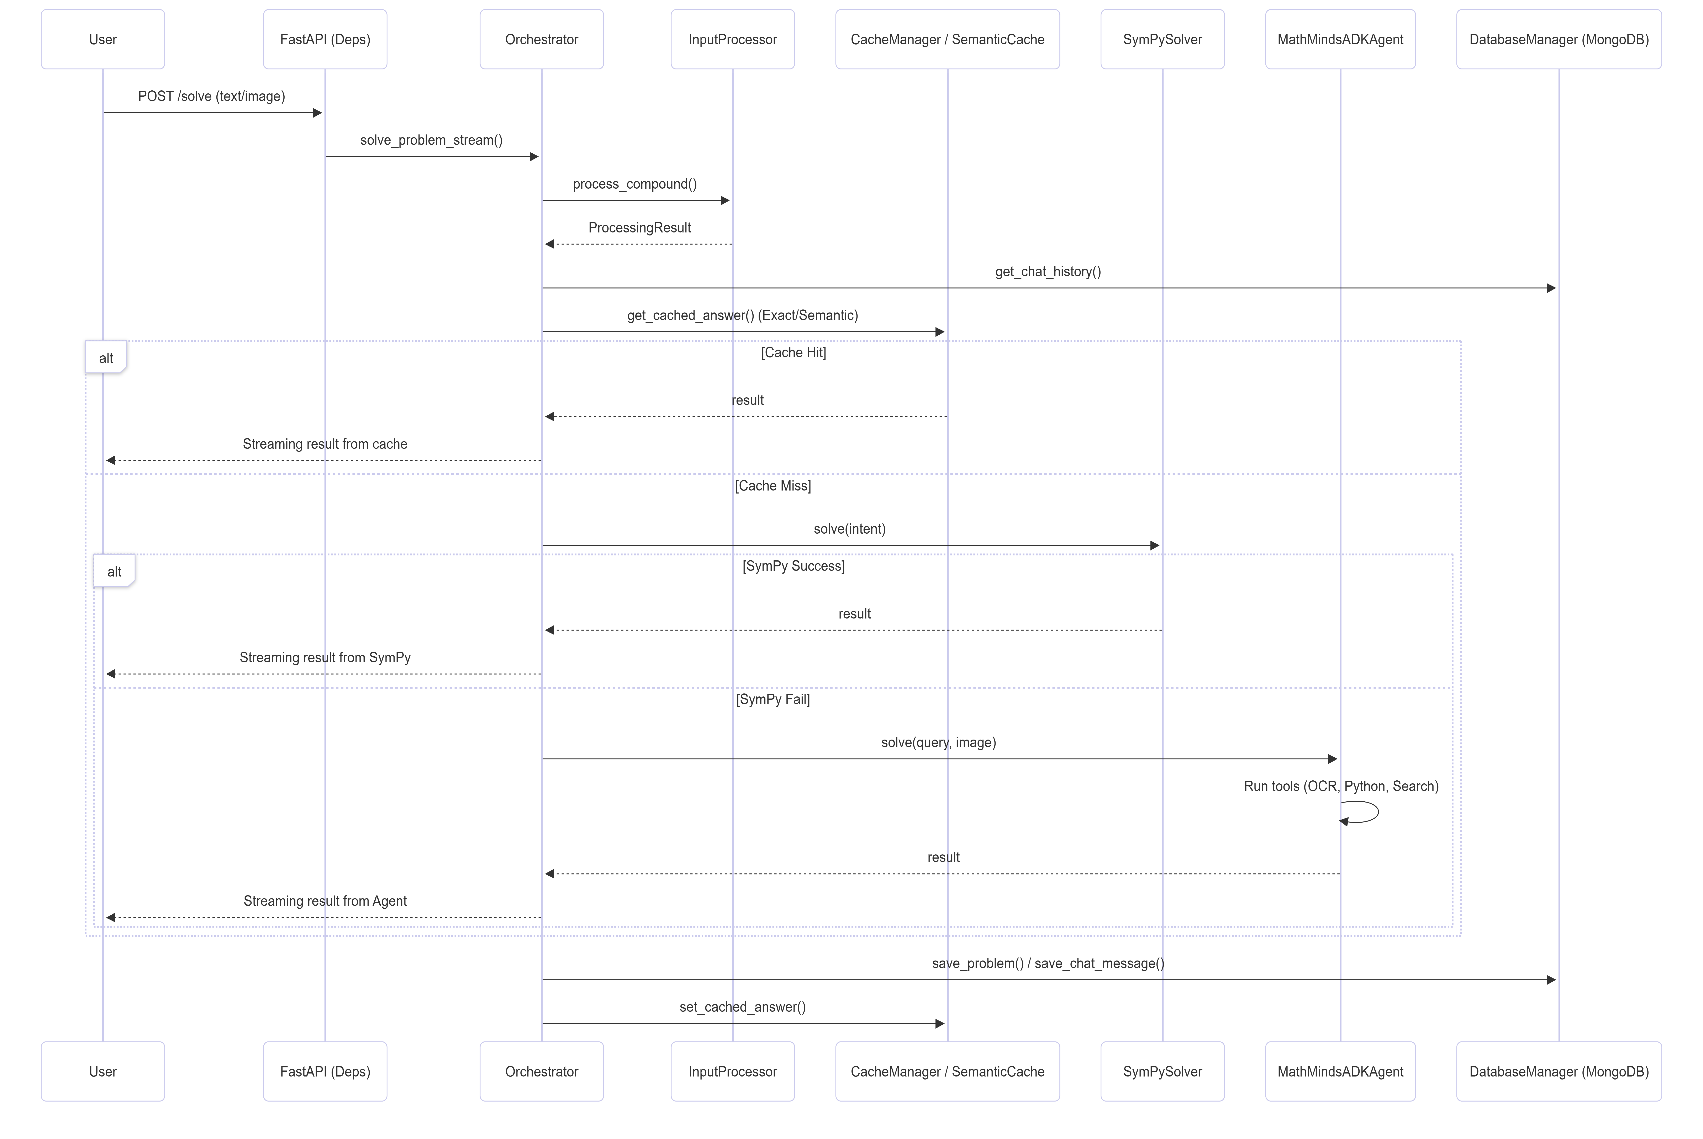 User
FastAPI (Deps)
Orchestrator
InputProcessor
CacheManager / SemanticCache
SymPySolver
MathMindsADKAgent
DatabaseManager (MongoDB)
POST /solve (text/image)
solve_problem_stream()
process_compound()
ProcessingResult
get_chat_history()
get_cached_answer() (Exact/Semantic)
alt
[Cache Hit]
result
Streaming result from cache
[Cache Miss]
solve(intent)
alt
[SymPy Success]
result
Streaming result from SymPy
[SymPy Fail]
solve(query, image)
Run tools (OCR, Python, Search)
result
Streaming result from Agent
save_problem() / save_chat_message()
set_cached_answer()
User
FastAPI (Deps)
Orchestrator
InputProcessor
CacheManager / SemanticCache
SymPySolver
MathMindsADKAgent
DatabaseManager (MongoDB)